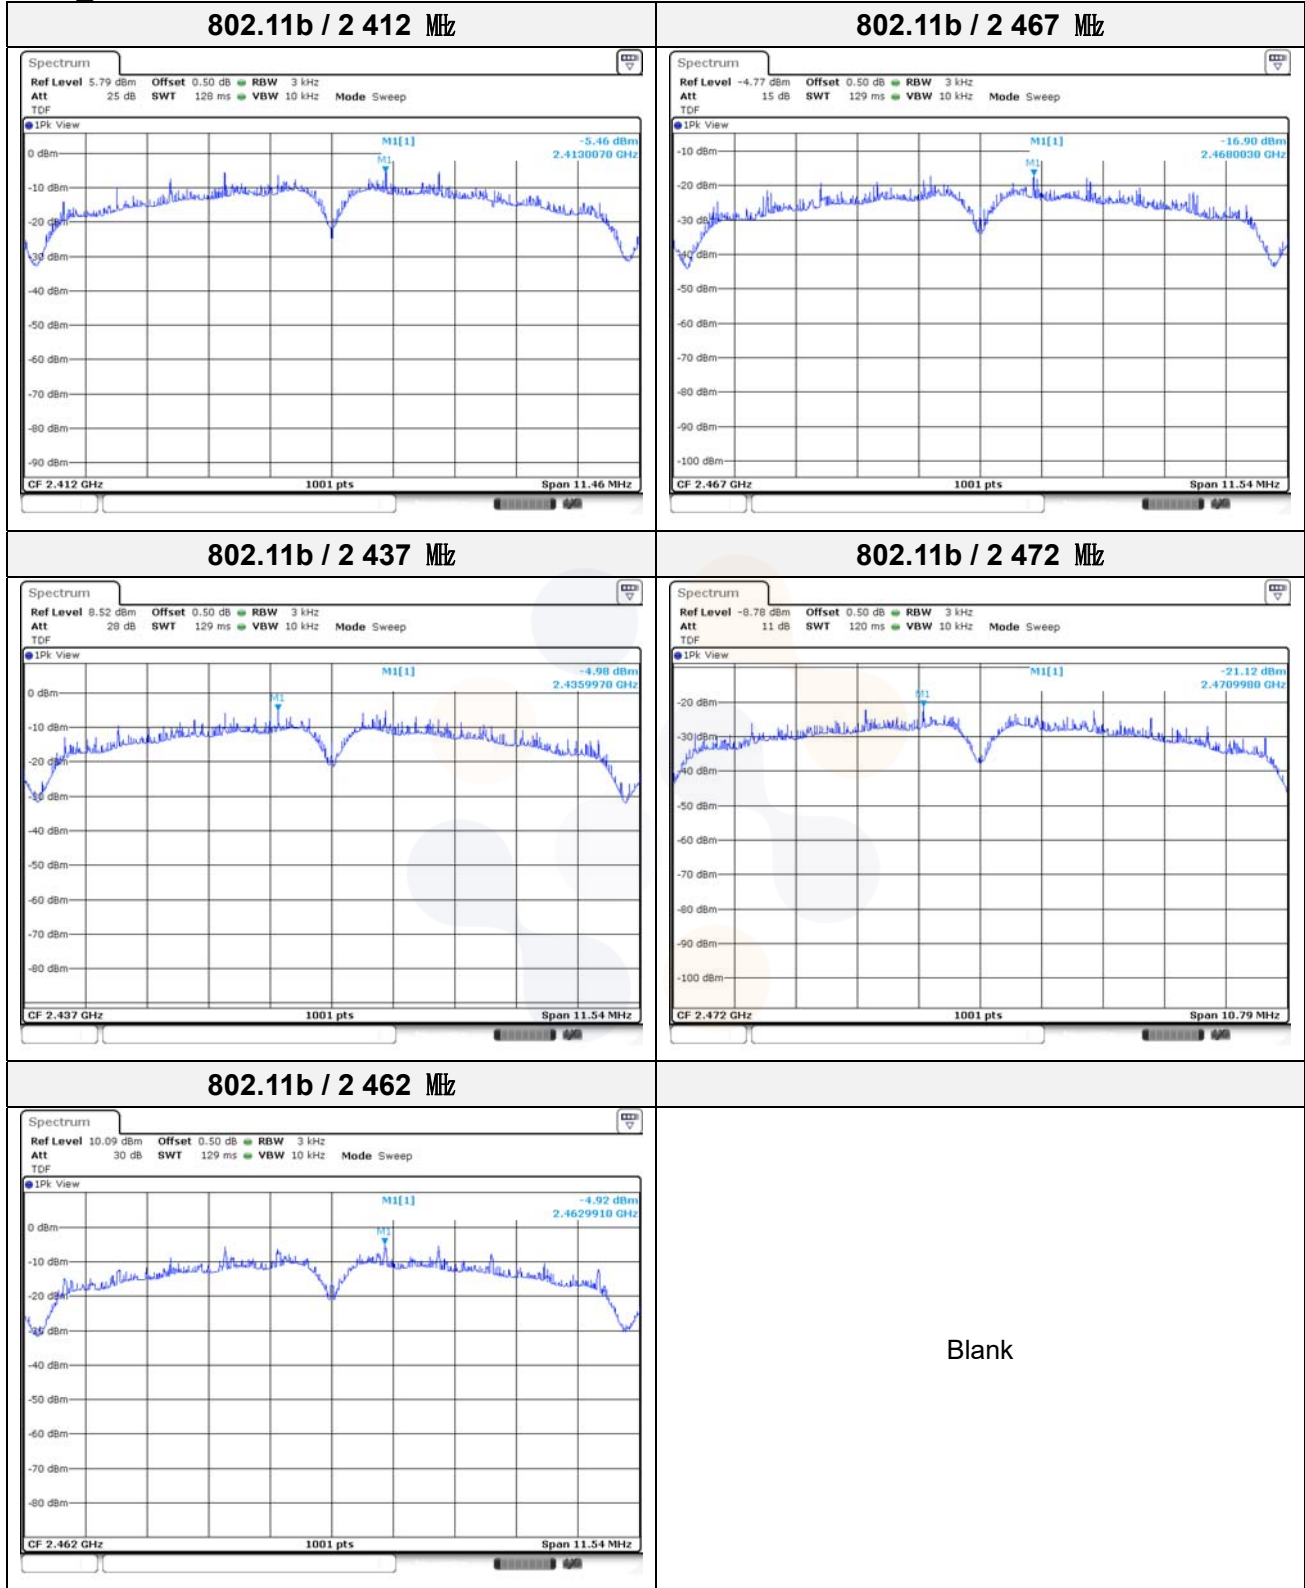 802.11b / 2 412 ㎒
802.11b / 2 467 ㎒
Spectrum
Ref Level 5.79 dBm Offset 0.50 dB RBW 3 kHz
Att 25 dB SWT 128 ms VBW 10 kHz Mode Sweep
TDF
1Pk View
M1[1] -5.46 dBm
2.4130070 GHz
M1
0 dBm
-10 dBm
-20 dBm
-30 dBm
-40 dBm
-50 dBm
-60 dBm
-70 dBm
-80 dBm
-90 dBm
CF 2.412 GHz 1001 pts Span 11.46 MHz
Spectrum
Ref Level -4.77 dBm Offset 0.50 dB RBW 3 kHz
Att 15 dB SWT 129 ms VBW 10 kHz Mode Sweep
TDF
1Pk View
M1[1] -16.90 dBm
2.4680030 GHz
M1
-10 dBm
-20 dBm
-30 dBm
-40 dBm
-50 dBm
-60 dBm
-70 dBm
-80 dBm
-90 dBm
-100 dBm
CF 2.467 GHz 1001 pts Span 11.54 MHz
802.11b / 2 437 ㎒
802.11b / 2 472 ㎒
Spectrum
Ref Level 8.52 dBm Offset 0.50 dB RBW 3 kHz
Att 28 dB SWT 129 ms VBW 10 kHz Mode Sweep
TDF
1Pk View
M1[1] -4.98 dBm
2.4359970 GHz
M1
0 dBm
-10 dBm
-20 dBm
-30 dBm
-40 dBm
-50 dBm
-60 dBm
-70 dBm
-80 dBm
CF 2.437 GHz 1001 pts Span 11.54 MHz
Spectrum
Ref Level -8.78 dBm Offset 0.50 dB RBW 3 kHz
Att 11 dB SWT 120 ms VBW 10 kHz Mode Sweep
TDF
1Pk View
M1[1] -21.12 dBm
2.4709980 GHz
M1
-20 dBm
-30 dBm
-40 dBm
-50 dBm
-60 dBm
-70 dBm
-80 dBm
-90 dBm
-100 dBm
CF 2.472 GHz 1001 pts Span 10.79 MHz
802.11b / 2 462 ㎒
Spectrum
Ref Level 10.09 dBm Offset 0.50 dB RBW 3 kHz
Att 30 dB SWT 129 ms VBW 10 kHz Mode Sweep
TDF
1Pk View
M1[1] -4.92 dBm
2.4629910 GHz
M1
0 dBm
-10 dBm
-20 dBm
-30 dBm
-40 dBm
-50 dBm
-60 dBm
-70 dBm
-80 dBm
CF 2.462 GHz 1001 pts Span 11.54 MHz
Blank